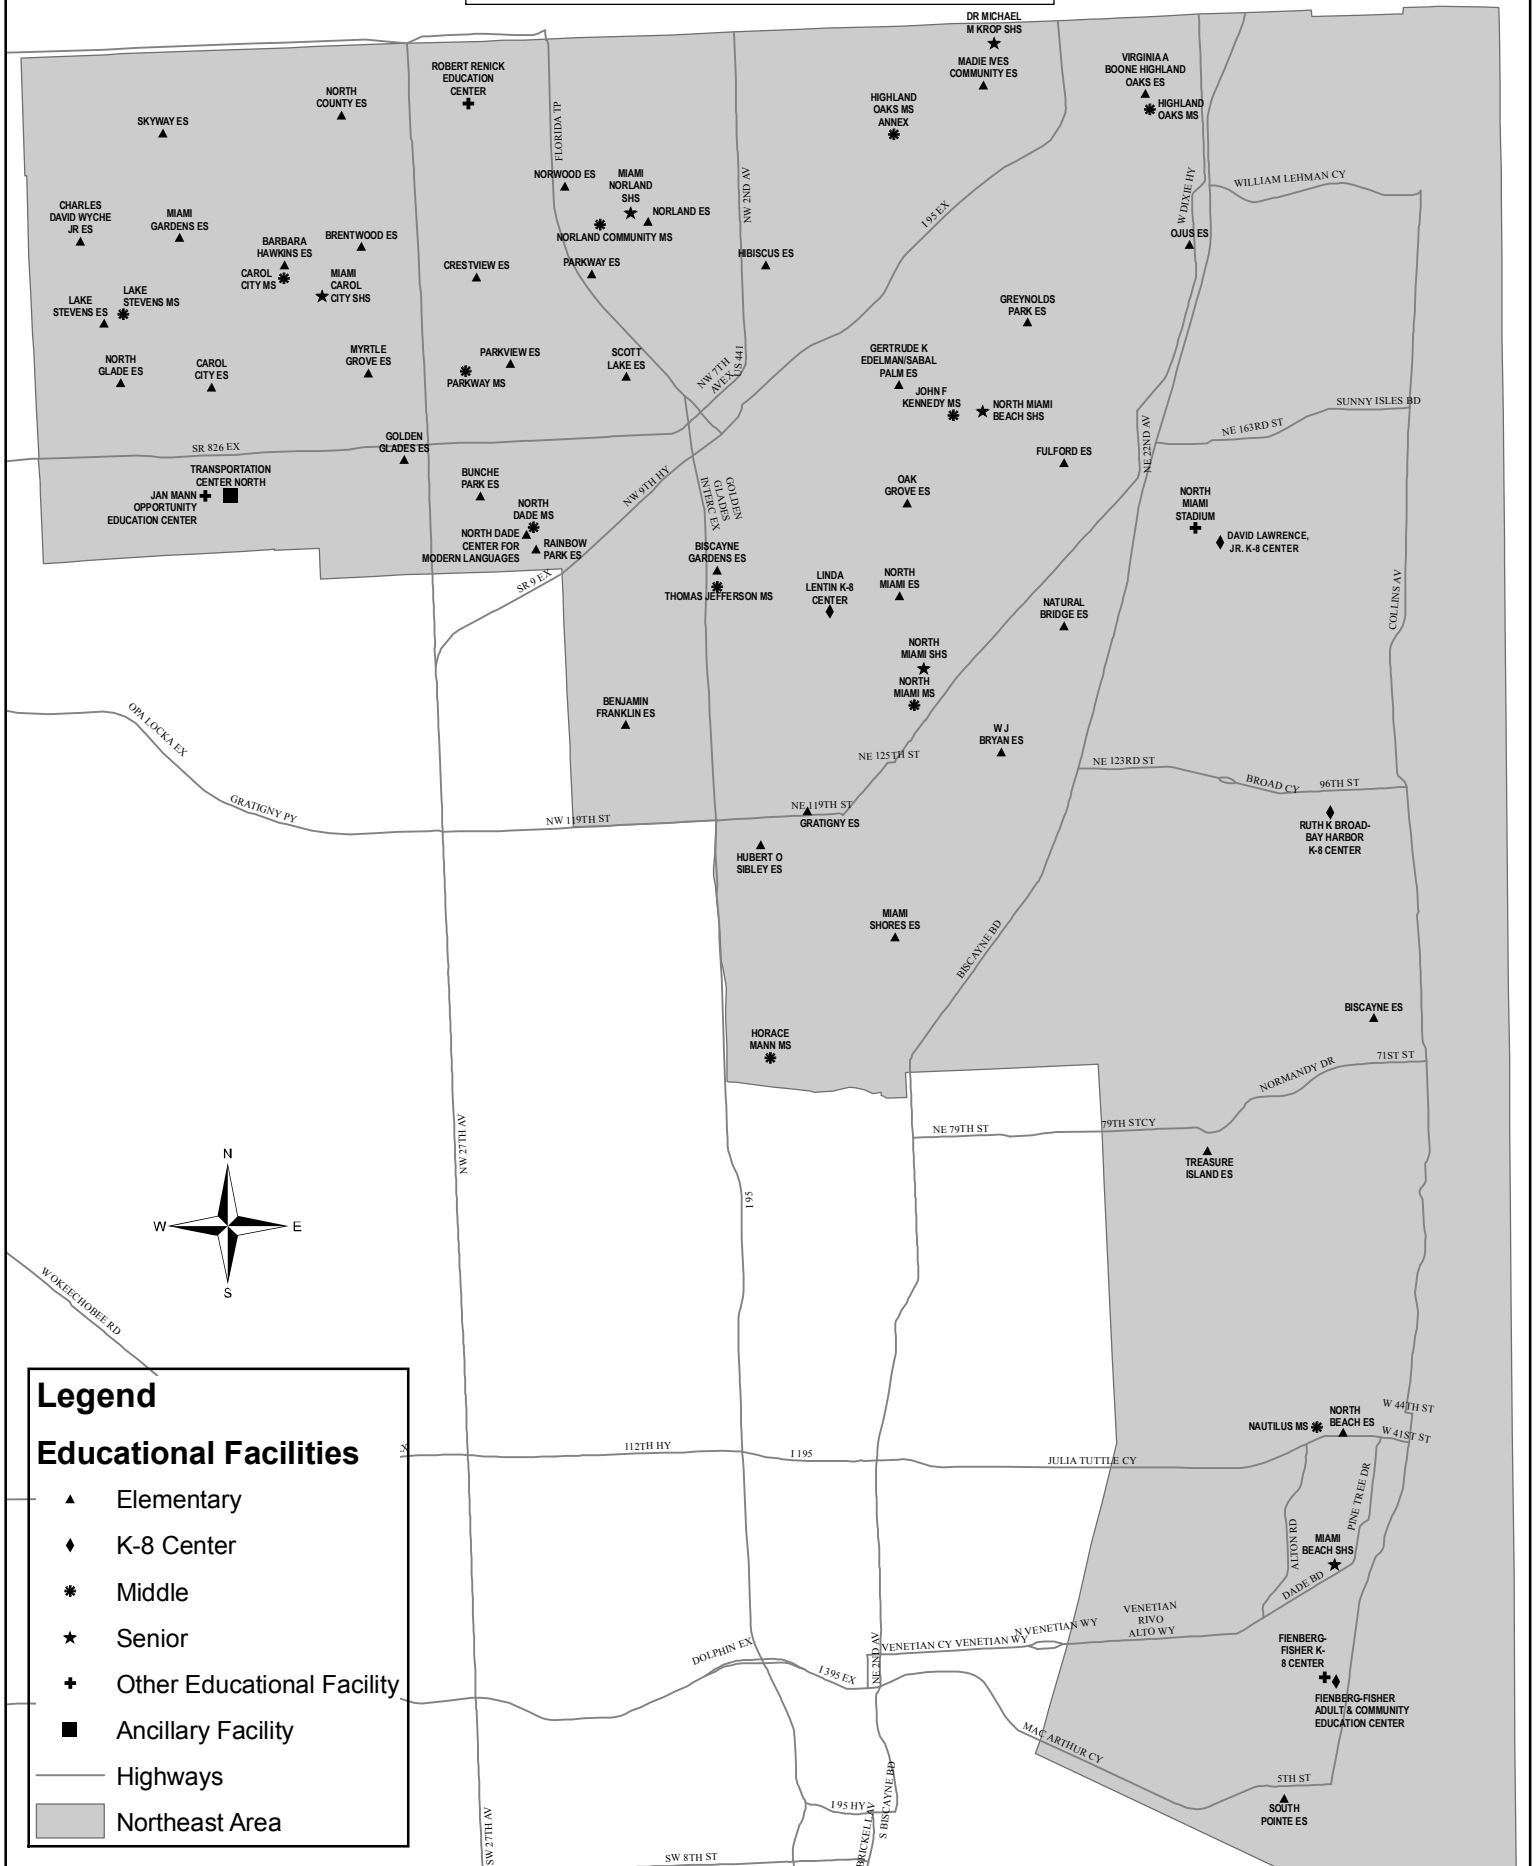 DR MICHAEL
M KROP SHS
MADIE IVES
COMMUNITY ES
VIRGINIA A
BOONE HIGHLAND
OAKS ES
HIGHLAND
OAKS MS
ROBERT RENICK
EDUCATION
CENTER
NORTH
COUNTY ES
SKYWAY ES
HIGHLAND
OAKS MS
ANNEX
FLORIDA TP
NORWOOD ES
MIAMI
NORLAND
SHS
NORLAND ES
NORLAND COMMUNITY MS
NW 2ND AV
I 95 EX
W DIXIE HY
WILLIAM LEHMAN CY
CHARLES
DAVID WYCHE
JR ES
MIAMI
GARDENS ES
BARBARA
HAWKINS ES
BRENTWOOD ES
CAROL
CITY MS
MIAMI
CAROL
CITY SHS
CRESTVIEW ES
PARKWAY ES
HIBISCUS ES
OJUS ES
LAKE
STEVENS ES
LAKE
STEVENS MS
GREYNOLDS
PARK ES
NORTH
GLADE ES
CAROL
CITY ES
MYRTLE
GROVE ES
PARKVIEW ES
PARKWAY MS
SCOTT
LAKE ES
NW 7TH
AVEX
US 441
GERTRUDE K
EDELMAN/SABAL
PALM ES
JOHN F
KENNEDY MS
NORTH MIAMI
BEACH SHS
SUNNY ISLES BD
NE 163RD ST
NE 22ND AV
FULFORD ES
SR 826 EX
GOLDEN
GLADES ES
TRANSPORTATION
CENTER NORTH
JAN MANN
OPPORTUNITY
EDUCATION CENTER
BUNCHE
PARK ES
NORTH
DADE MS
NORTH DADE
CENTER FOR
MODERN LANGUAGES
RAINBOW
PARK ES
NW 9TH HY
SR 9 EX
GOLDEN
GLADES
INTERC EX
OAK
GROVE ES
NORTH
MIAMI
STADIUM
DAVID LAWRENCE,
JR. K-8 CENTER
BISCAYNE
GARDENS ES
THOMAS JEFFERSON MS
LINDA
LENTIN K-8
CENTER
NORTH
MIAMI ES
NATURAL
BRIDGE ES
COLLINS AV
NORTH
MIAMI SHS
NORTH
MIAMI MS
BENJAMIN
FRANKLIN ES
W J
BRYAN ES
OPA LOCKA EX
GRATIGNY PY
NE 125TH ST
NE 123RD ST
BROAD CY
96TH ST
NW 119TH ST
NE 119TH ST
GRATIGNY ES
RUTH K BROAD-
BAY HARBOR
K-8 CENTER
HUBERT O
SIBLEY ES
MIAMI
SHORES ES
BISCAYNE BD
BISCAYNE ES
HORACE
MANN MS
71ST ST
NORMANDY DR
NE 79TH ST
79TH STCY
TREASURE
ISLAND ES
NW 27TH AV
I 95
N
W
E
S
W OKEECHOBEE RD
NORTH
BEACH ES
NAUTILUS MS
W 44TH ST
W 41ST ST
112TH HY
I 195
JULIA TUTTLE CY
PINE TREE DR
ALTON RD
MIAMI
BEACH SHS
DADE BD
VENETIAN
RIVO
ALTO WY
N VENETIAN WY
VENETIAN CY VENETIAN WY
NE 2ND AV
DOLPHIN EX
I 395 EX
FIENBERG-
FISHER K-
8 CENTER
FIENBERG-FISHER
ADULT & COMMUNITY
EDUCATION CENTER
MAC ARTHUR CY
5TH ST
SOUTH
POINTE ES
I 95 HY
BRICKELL AV
S BISCAYNE BD
SW 27TH AV
SW 8TH ST
Legend
Educational Facilities
Elementary
K-8 Center
Middle
Senior
Other Educational Facility
Ancillary Facility
Highways
Northeast Area